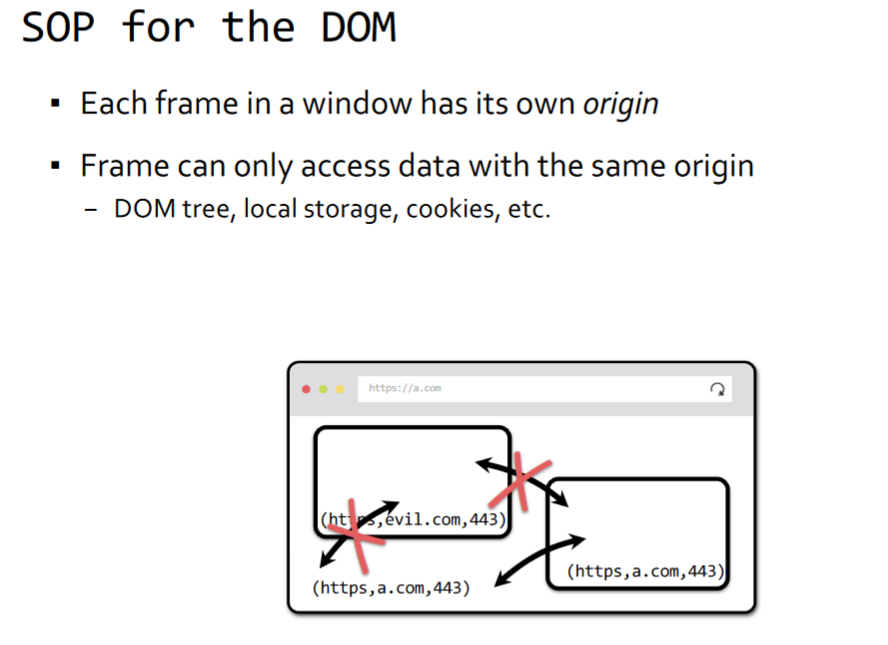 SOP for the DOM
▪ Each frame in a window has its own origin
▪ Frame can only access data with the same origin
– DOM tree, local storage, cookies, etc.
https://a.com
(https,evil.com,443)
(https,a.com,443)
(https,a.com,443)